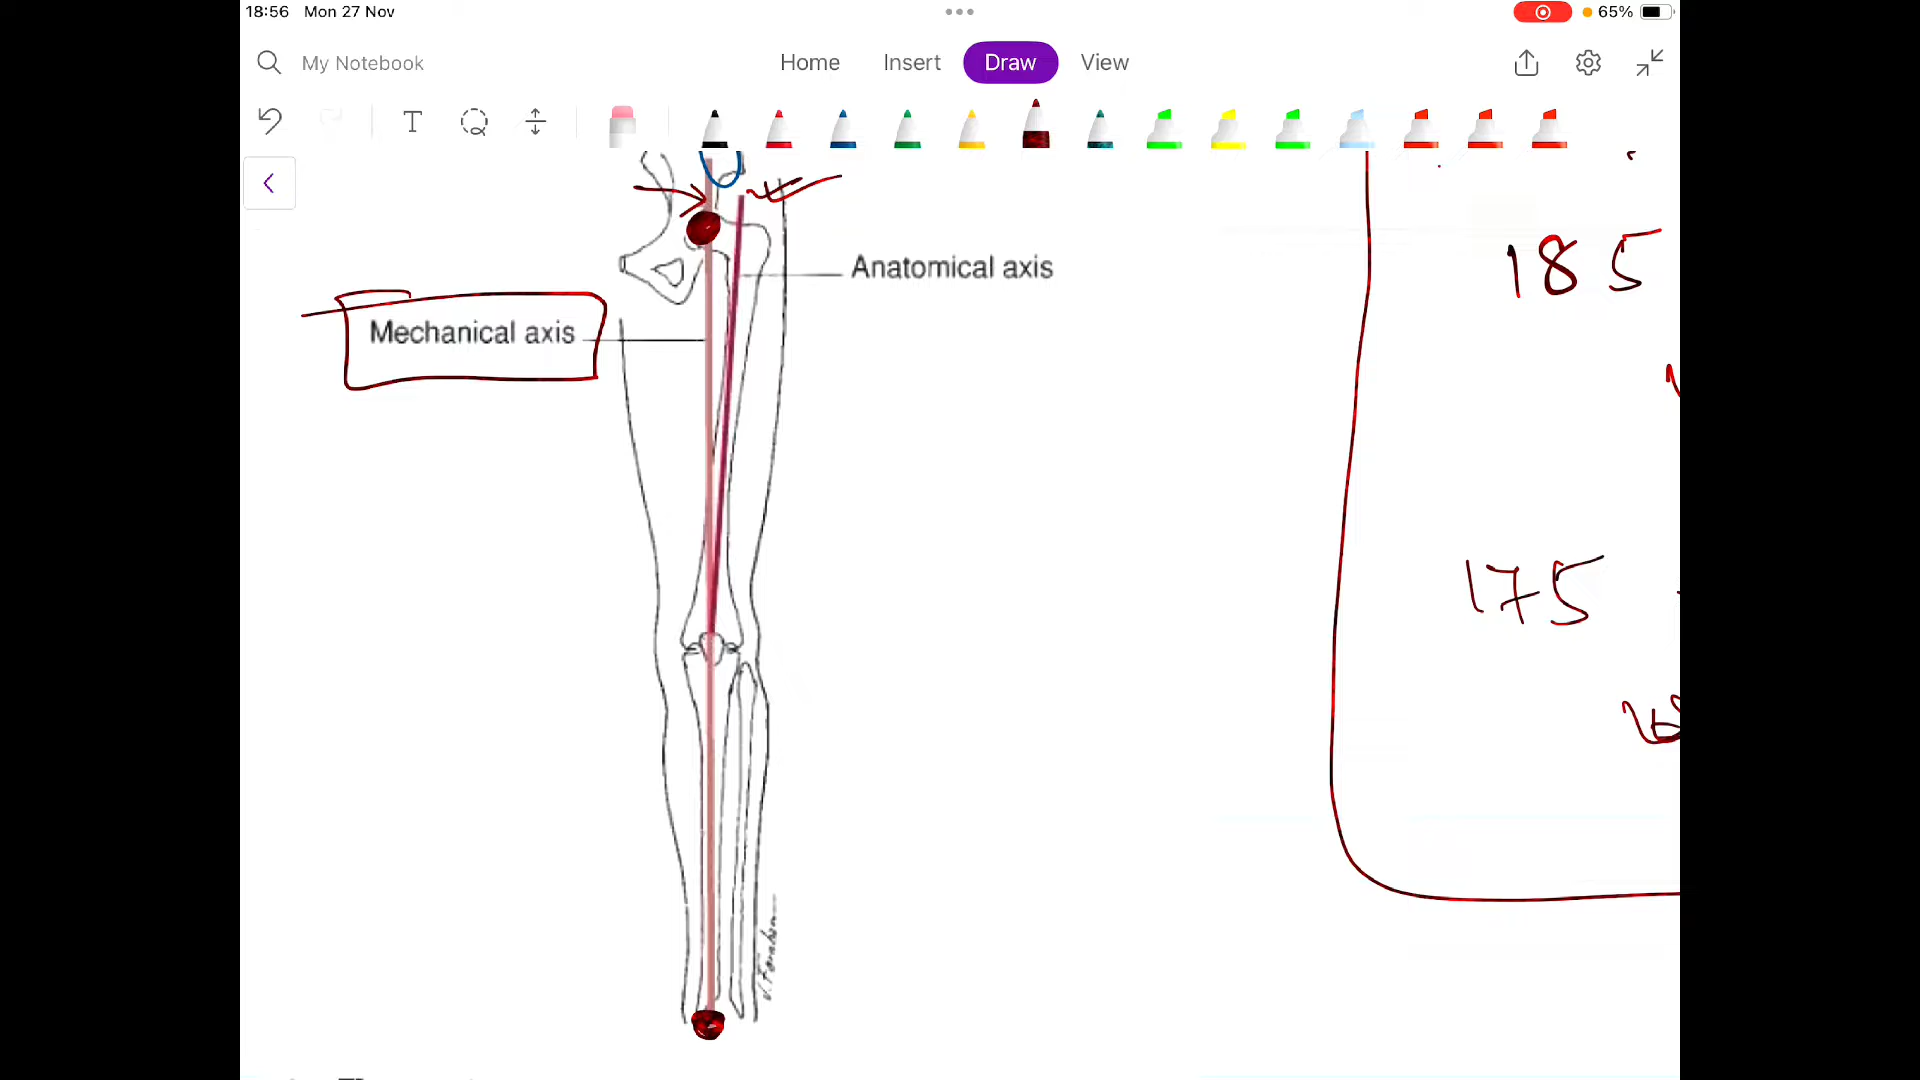 18:56 Mon 27 Nov
65%
My Notebook
Home Insert Draw View
T
Anatomical axis
Mechanical axis
185
175